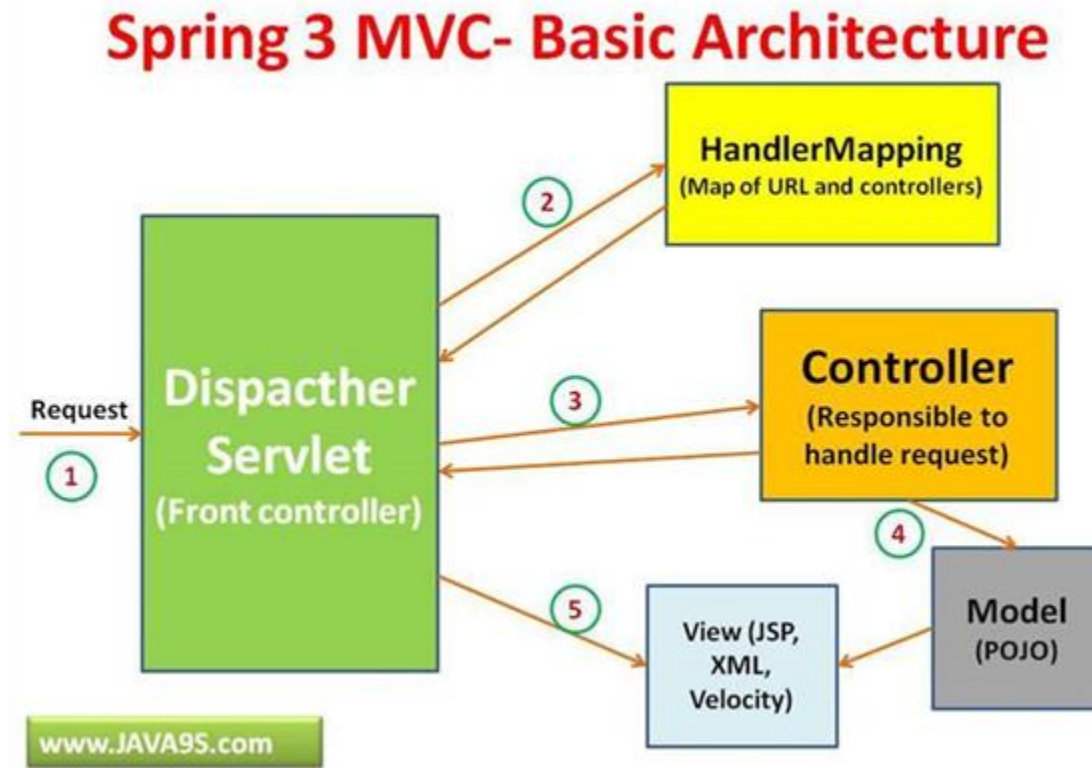 Spring 3 MVC- Basic Architecture
HandlerMapping
(Map of URL and controllers)
2
Dispacther
Servlet
(Front controller)
Request
1
3
Controller
(Responsible to
handle request)
4
5
View (JSP,
XML,
Velocity)
Model
(POJO)
www.JAVA9S.com